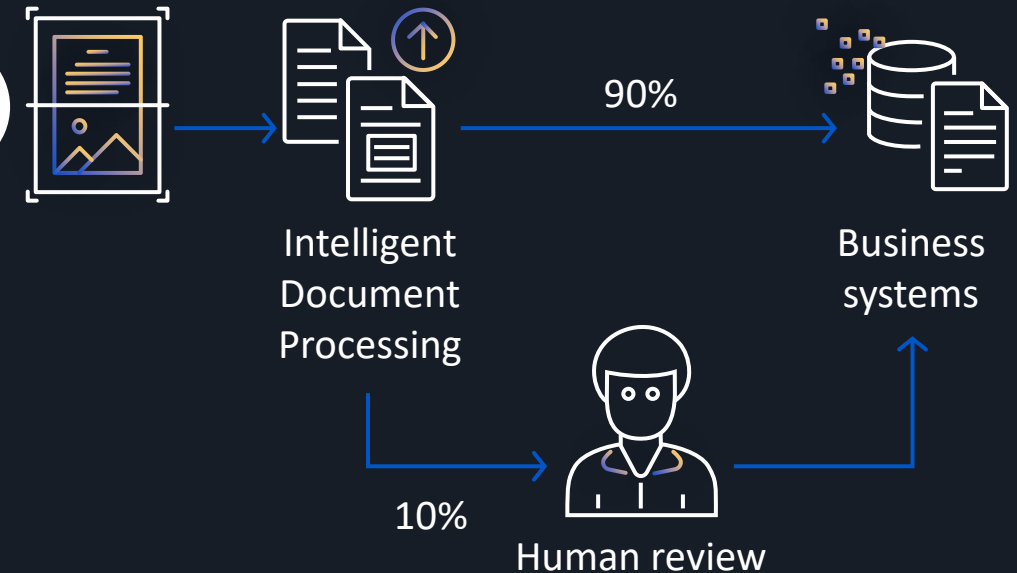 90%
Intelligent
Document
Processing
Business
systems
10%
Human review